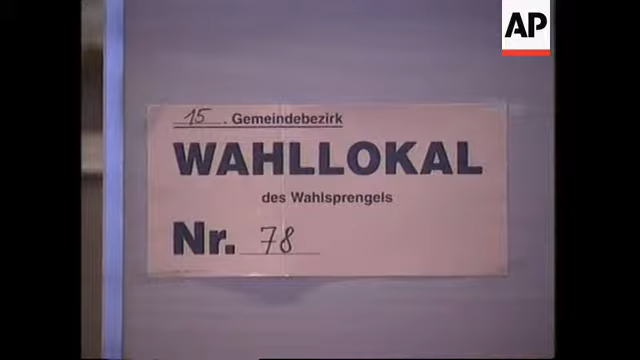 AP
15. Gemeindebezirk
WAHLLOKAL
des Wahlsprengels
Nr. 78